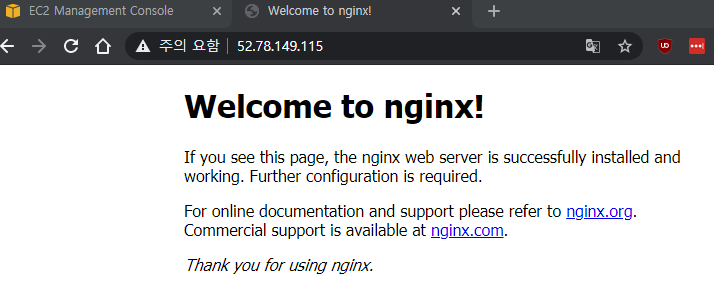 EC2 Management Console
Welcome to nginx!
주의 요함 52.78.149.115
UD
Welcome to nginx!
If you see this page, the nginx web server is successfully installed and
working. Further configuration is required.
For online documentation and support please refer to nginx.org.
Commercial support is available at nginx.com.
Thank you for using nginx.